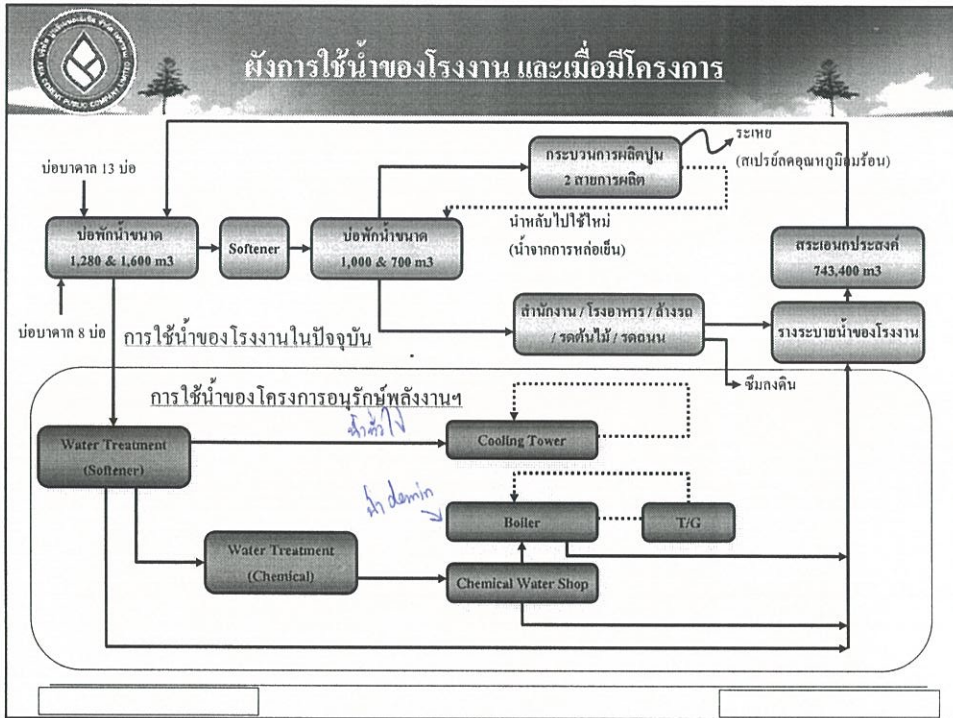 ผังการใช้น้ำของโรงงาน และเมื่อมีโครงการ
บ่อบาดาล 13 บ่อ
กระบวนการผลิตปูน
2 สายการผลิต
ระเหย
(สเปรย์ลดอุณหภูมิลมร้อน)
นำหลับไปใช้ใหม่
(น้ำจากการหล่อเย็น)
บ่อพักน้ำขนาด
1,280 & 1,600 m3
Softener
บ่อพักน้ำขนาด
1,000 & 700 m3
สระเอนกประสงค์
743,400 m3
บ่อบาดาล 8 บ่อ
การใช้น้ำของโรงงานในปัจจุบัน
สำนักงาน / โรงอาหาร / ล้างรถ
/ รดต้นไม้ / รดถนน
รางระบายน้ำของโรงงาน
ซึมลงดิน
การใช้น้ำของโครงการอนุรักษ์พลังงานฯ
น้ำทั่วไป
Water Treatment
(Softener)
Cooling Tower
น้ำ demin
Boiler
T/G
Water Treatment
(Chemical)
Chemical Water Shop